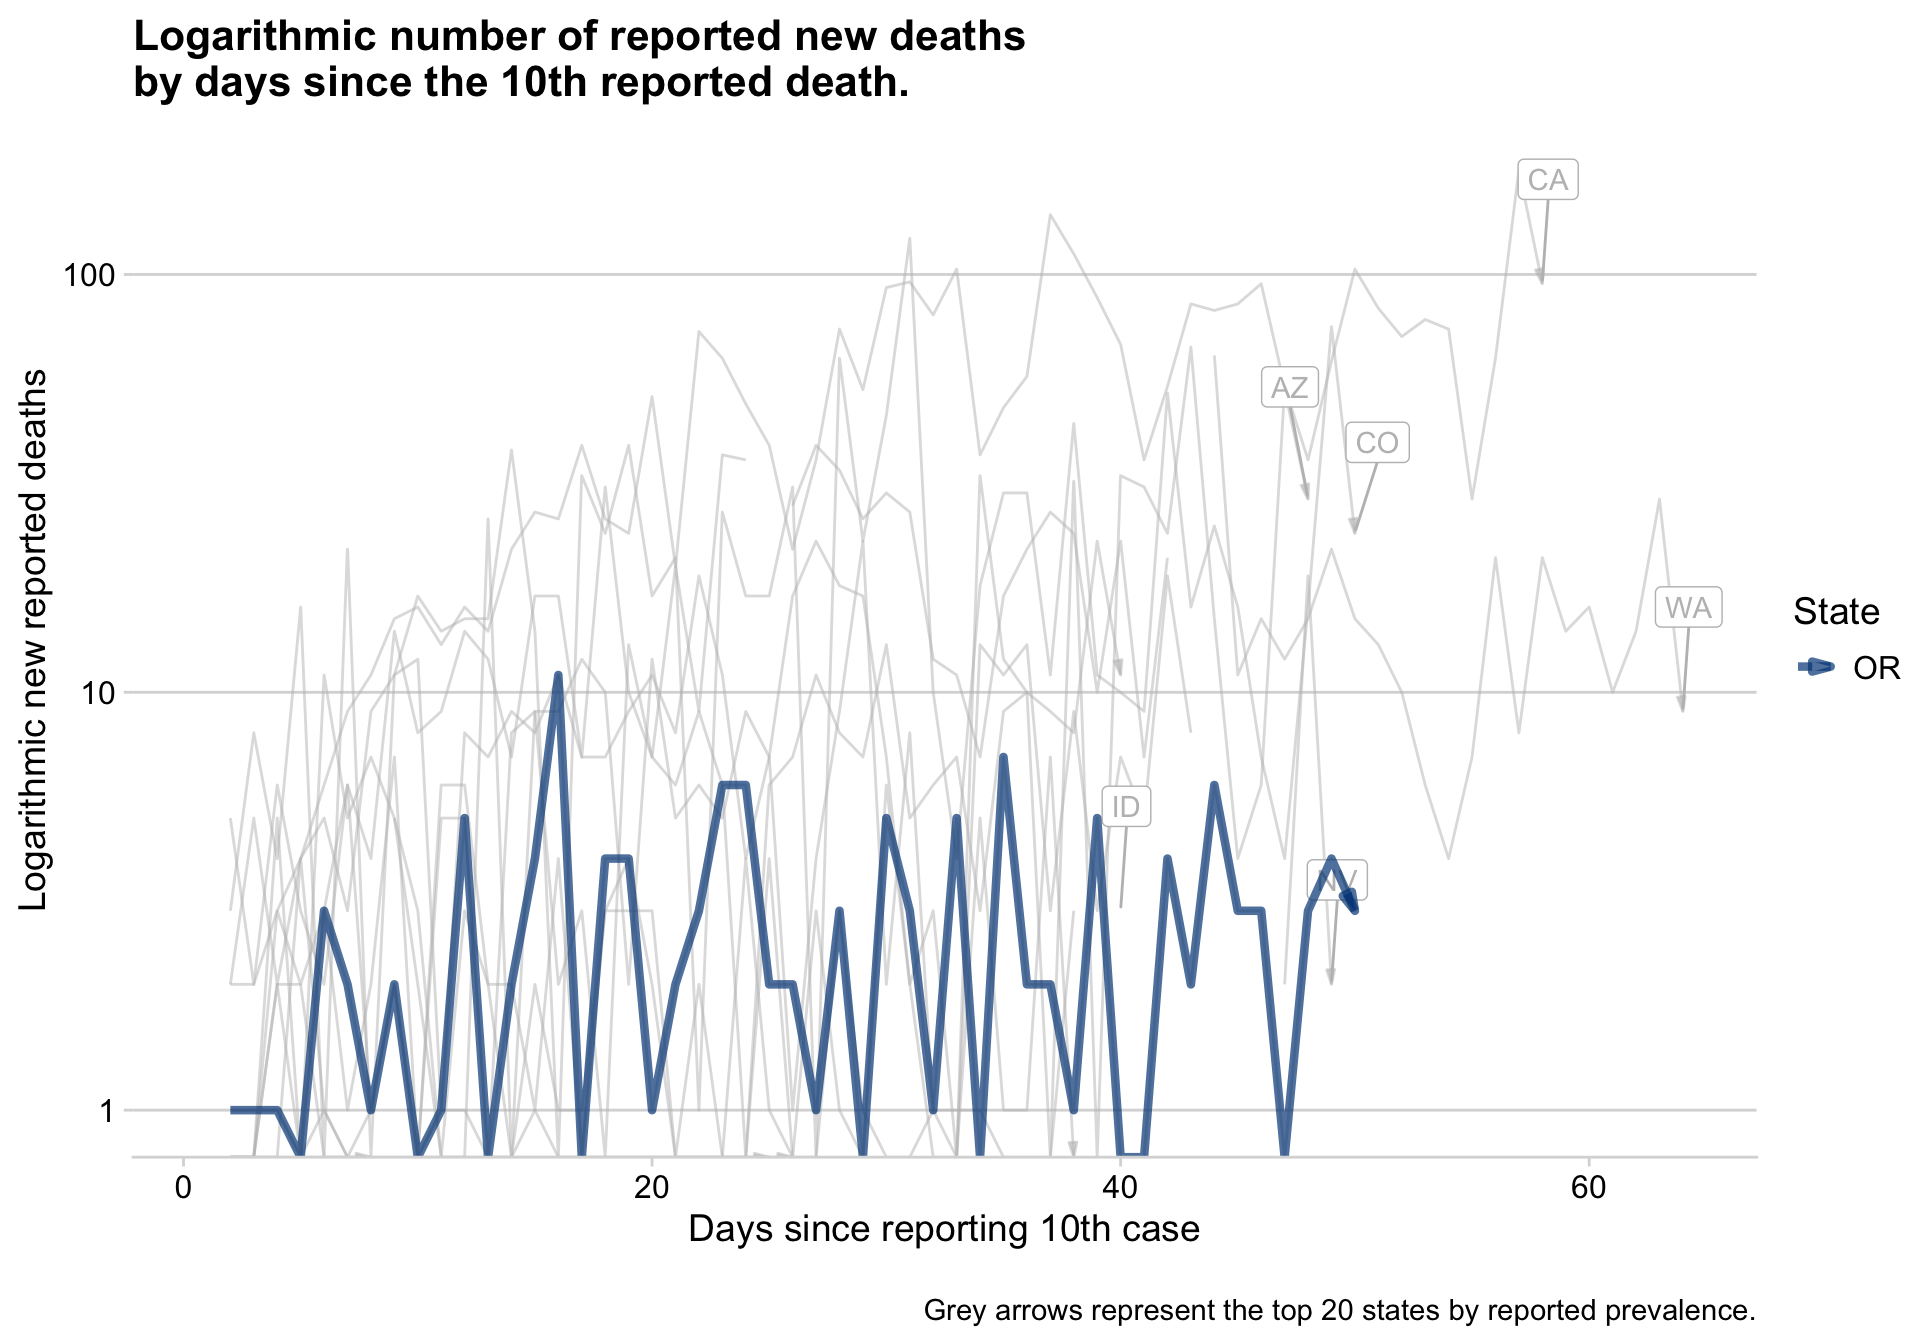 Logarithmic number of reported new deaths
by days since the 10th reported death.
CA
100
AZ
CO
WA
State
OR
10
ID
NV
1
Logarithmic new reported deaths
0 20 40 60
Days since reporting 10th case
Grey arrows represent the top 20 states by reported prevalence.